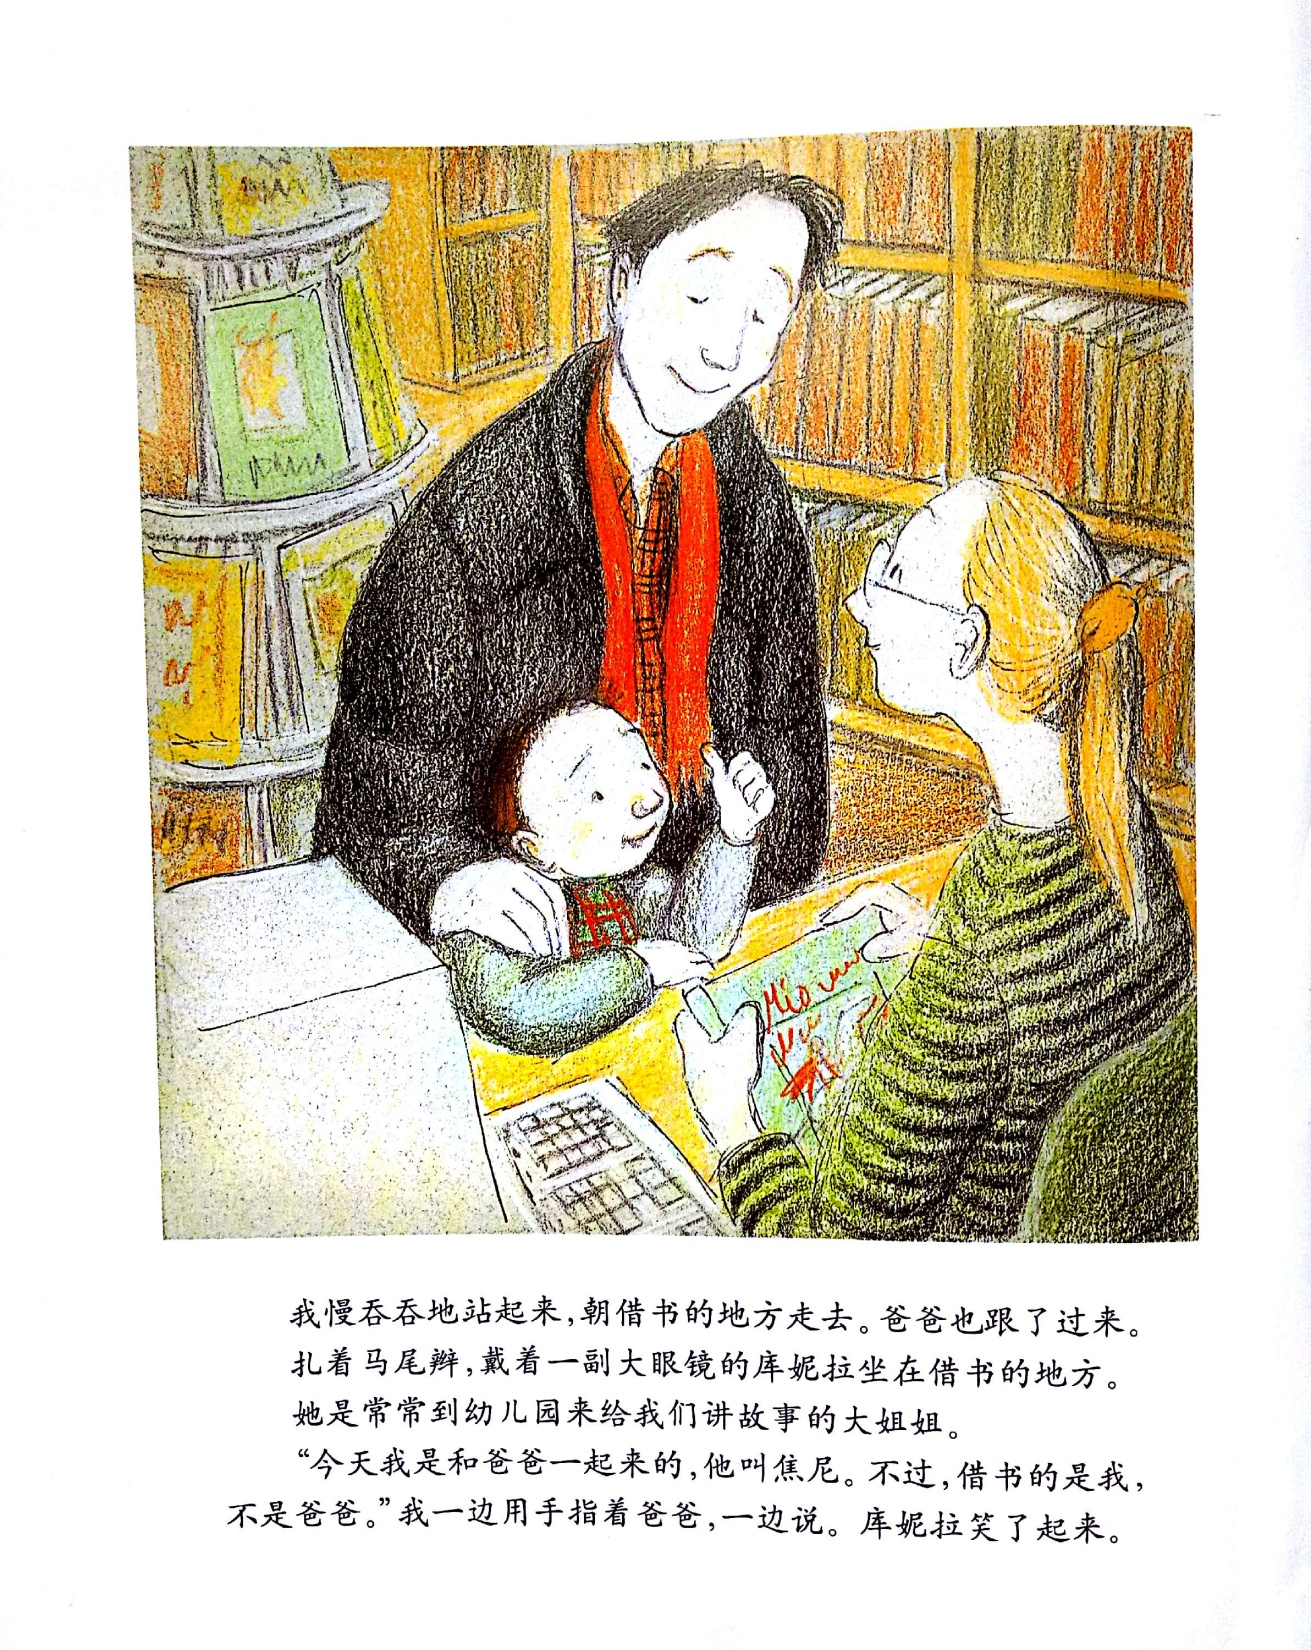 Mio
我慢吞吞地站起来,朝借书的地方走去。爸爸也跟了过来。
扎着马尾辫,戴着一副大眼镜的库妮拉坐在借书的地方。
她是常常到幼儿园来给我们讲故事的大姐姐。
“今天我是和爸爸一起来的,他叫焦尼。不过,借书的是我,
不是爸爸。”我一边用手指着爸爸,一边说。库妮拉笑了起来。